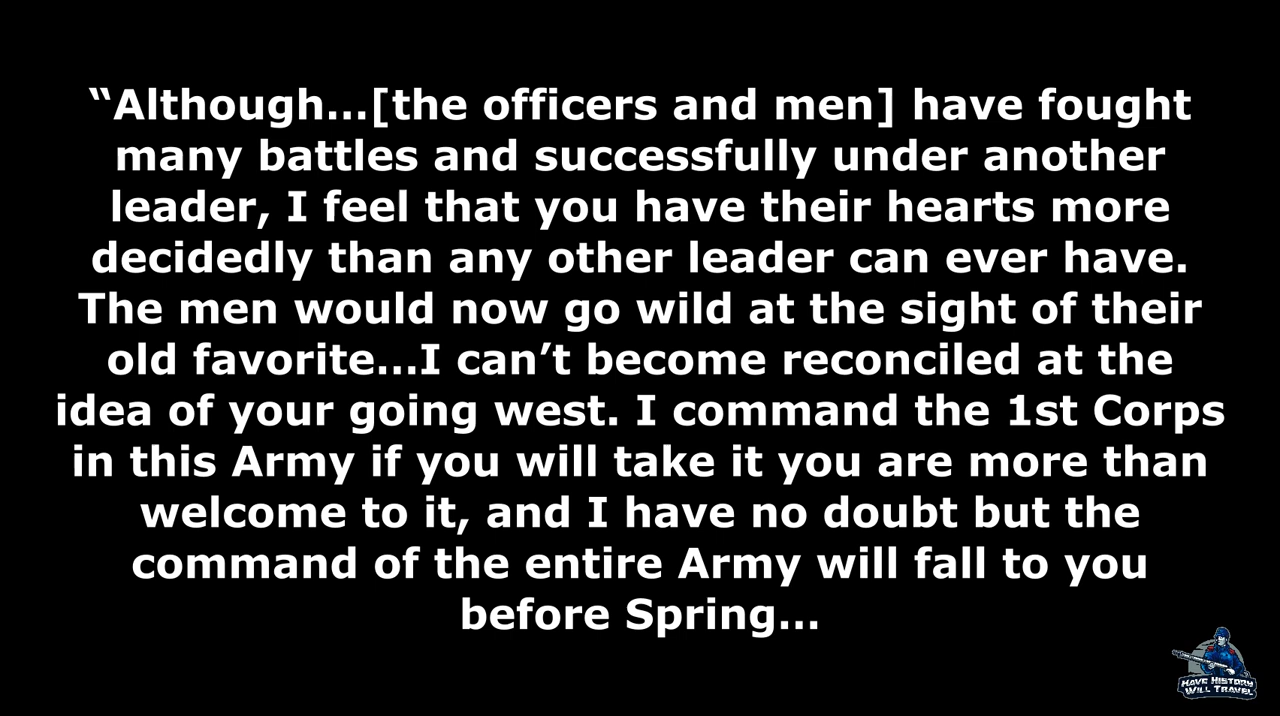 “Although...[the officers and men] have fought
many battles and successfully under another
leader, I feel that you have their hearts more
decidedly than any other leader can ever have.
The men would now go wild at the sight of their
old favorite...I can’t become reconciled at the
idea of your going west. I command the 1st Corps
in this Army if you will take it you are more than
welcome to it, and I have no doubt but the
command of the entire Army will fall to you
before Spring...
HAVE HISTORY
WILL TRAVEL